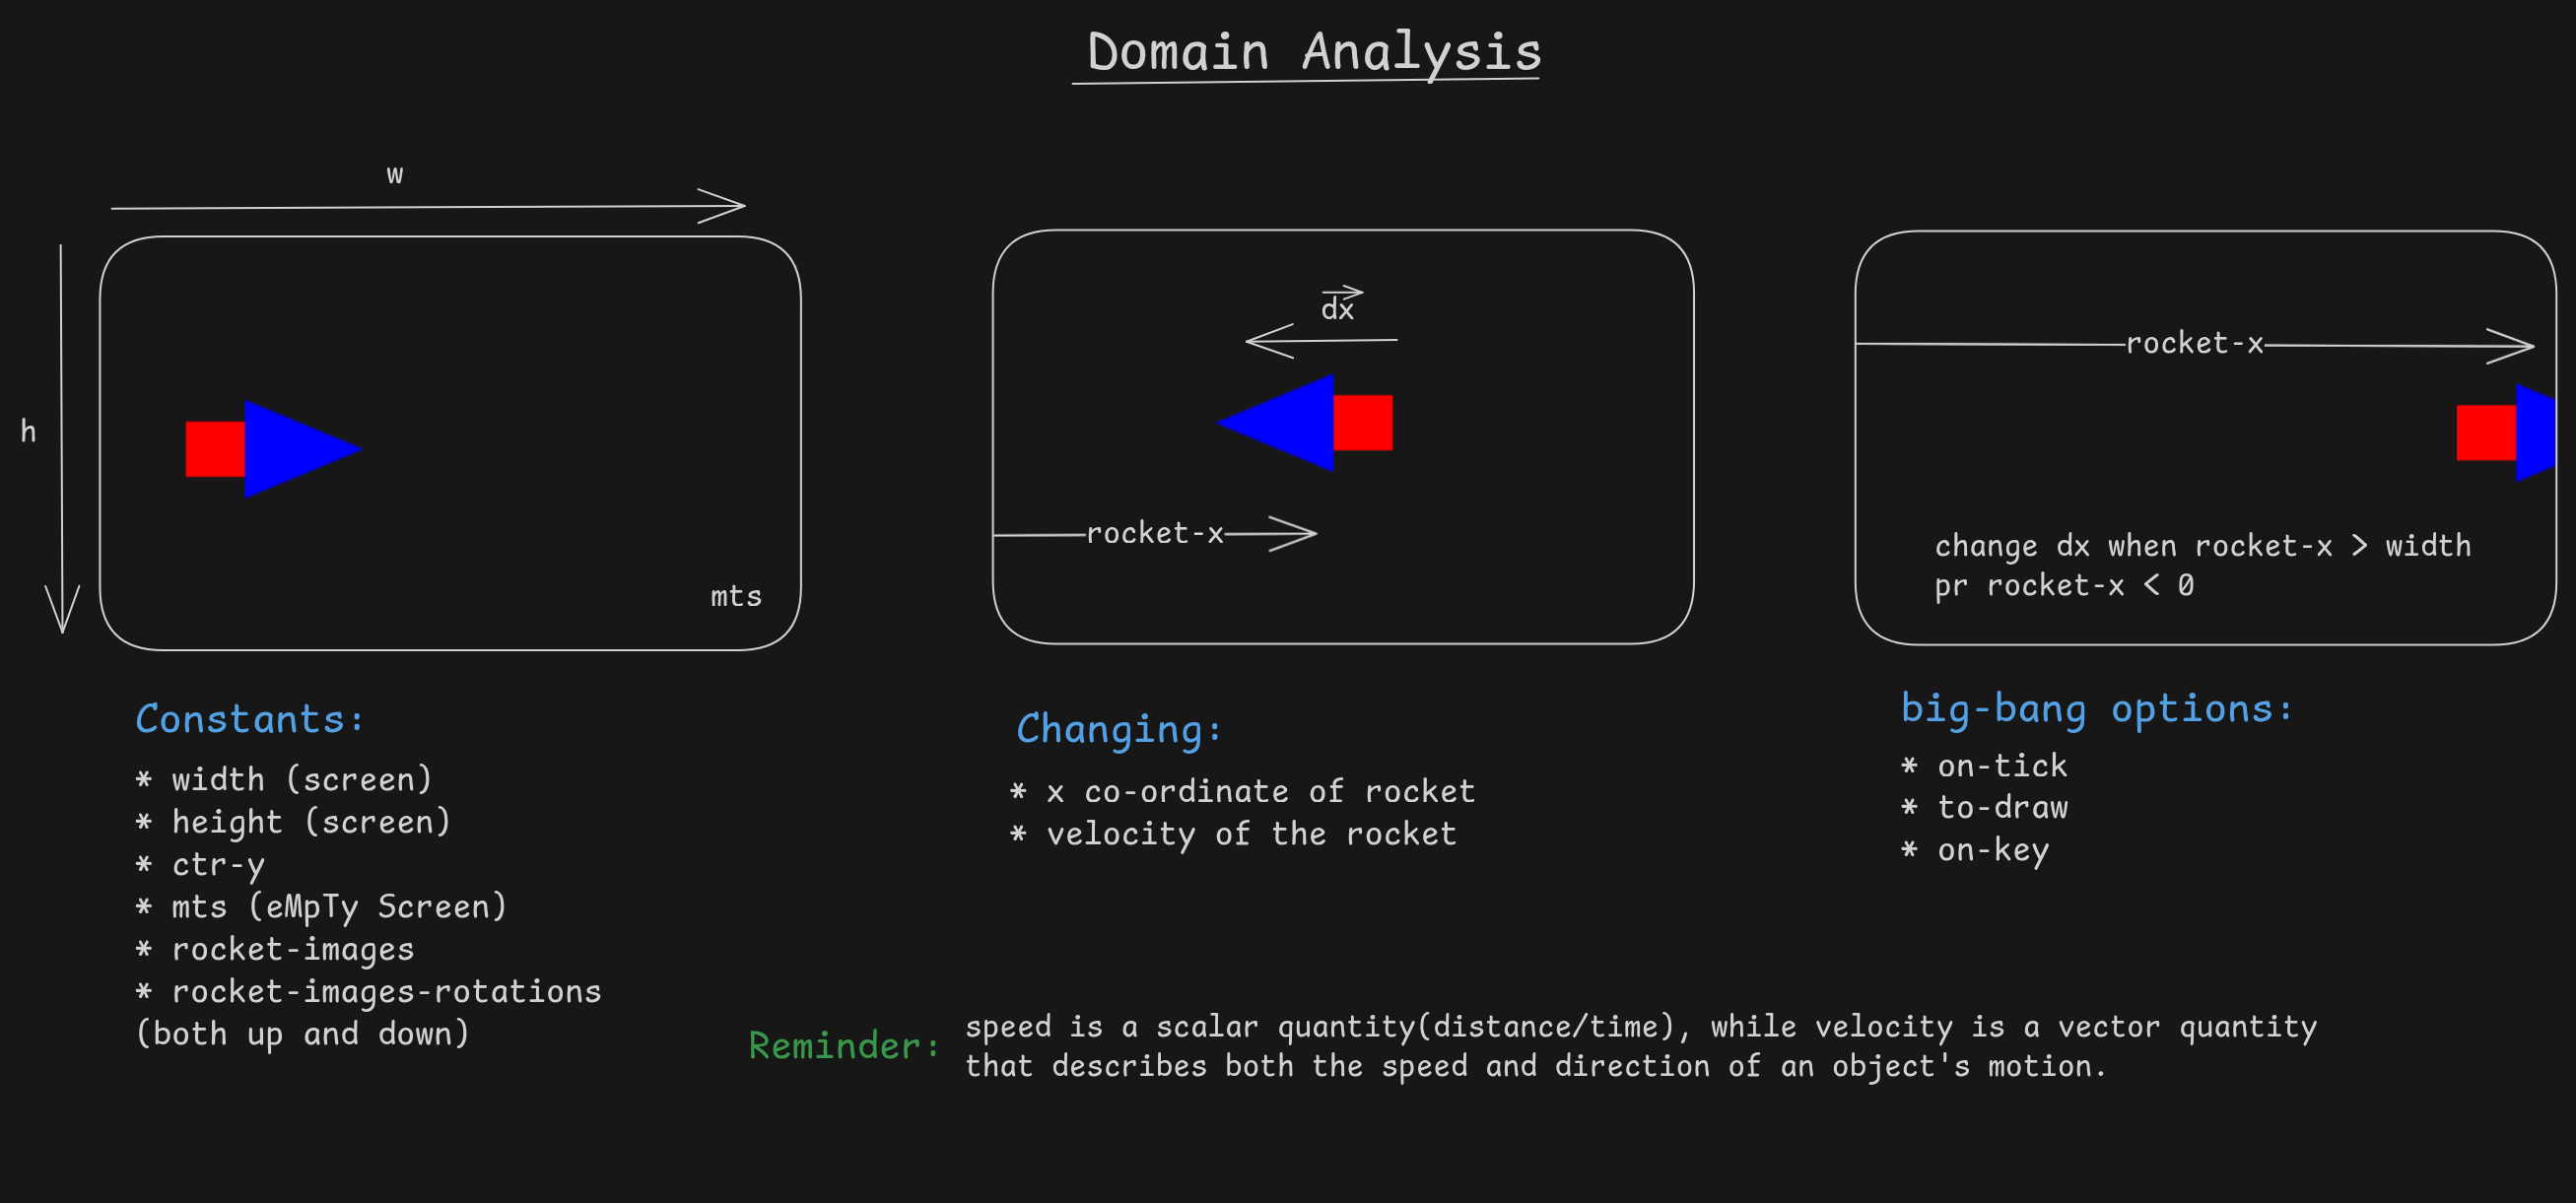 Domain Analysis
w
h
mts
dx
rocket-x
rocket-x
change dx when rocket-x > width
pr rocket-x < 0
Constants:
* width (screen)
* height (screen)
* ctr-y
* mts (eMpTy Screen)
* rocket-images
* rocket-images-rotations
(both up and down)
Changing:
* x co-ordinate of rocket
* velocity of the rocket
big-bang options:
* on-tick
* to-draw
* on-key
Reminder:
speed is a scalar quantity(distance/time), while velocity is a vector quantity
that describes both the speed and direction of an object's motion.